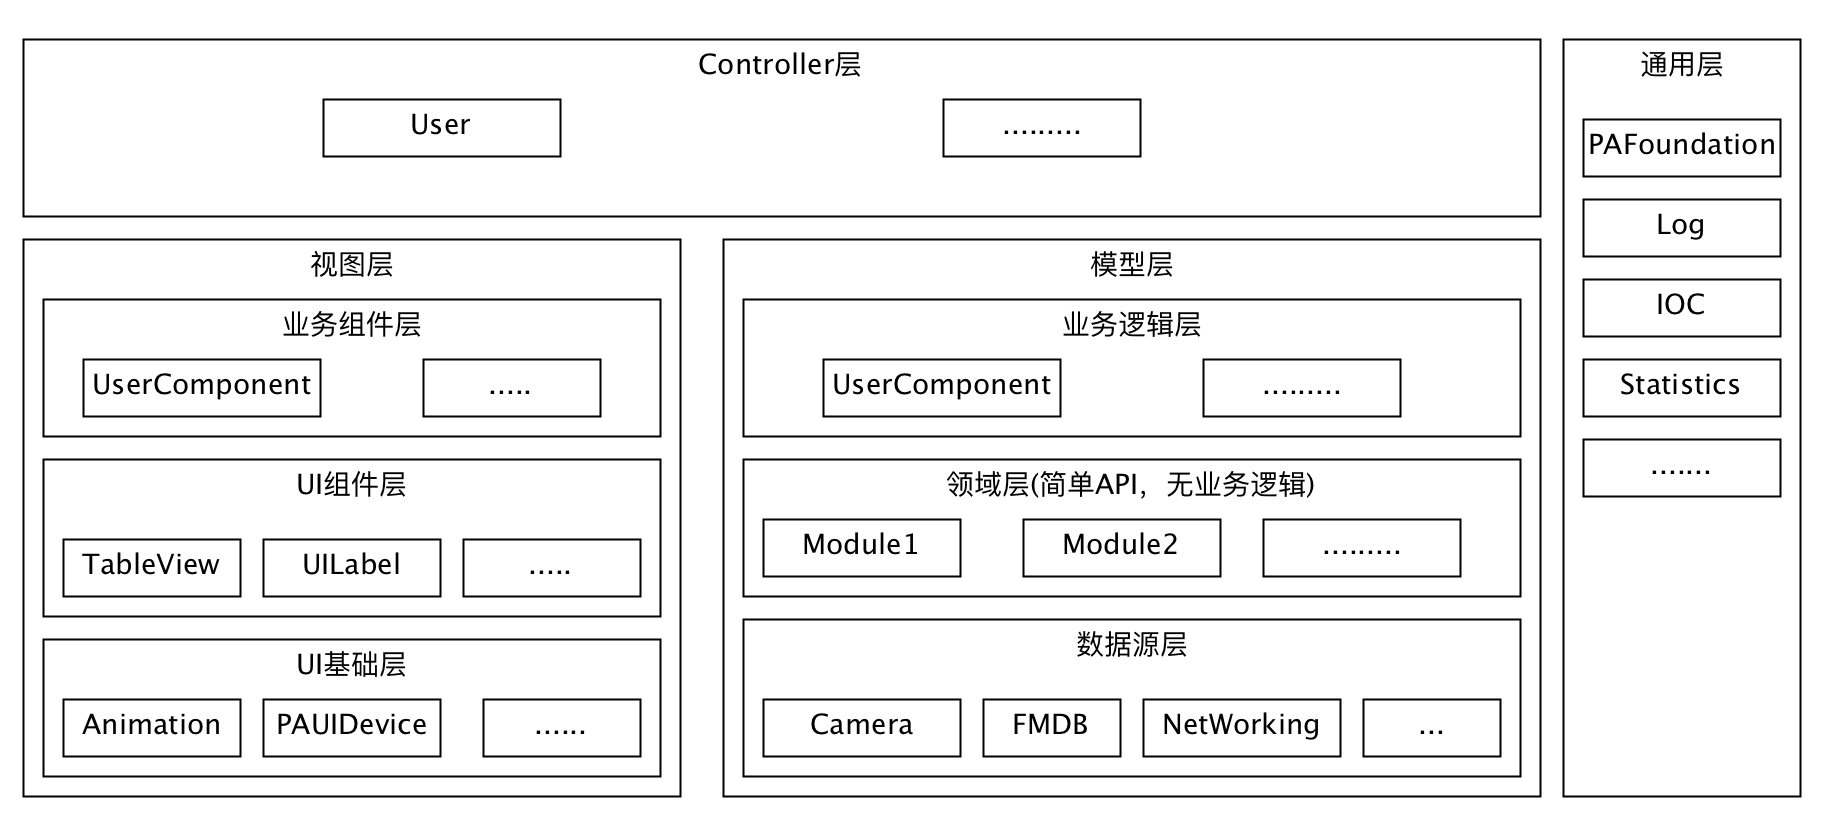 Controller层
User
.........
视图层
业务组件层
UserComponent
.....
UI组件层
TableView
UILabel
.....
UI基础层
Animation
PAUIDevice
......
模型层
业务逻辑层
UserComponent
.........
领域层(简单API，无业务逻辑)
Module1
Module2
.........
数据源层
Camera
FMDB
NetWorking
...
通用层
PAFoundation
Log
IOC
Statistics
.......